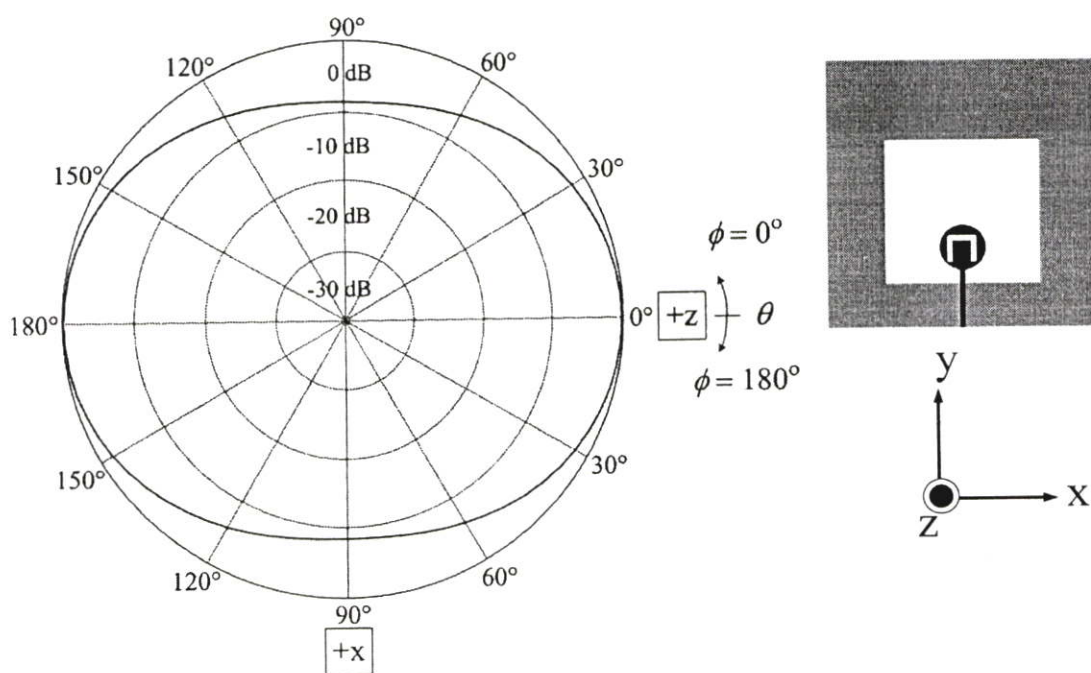 90°
120°
0 dB
60°
-10 dB
150°
30°
-20 dB
ϕ = 0°
-30 dB
180°
0°
+z
θ
ϕ = 180°
y
150°
30°
x
z
120°
60°
90°
+x